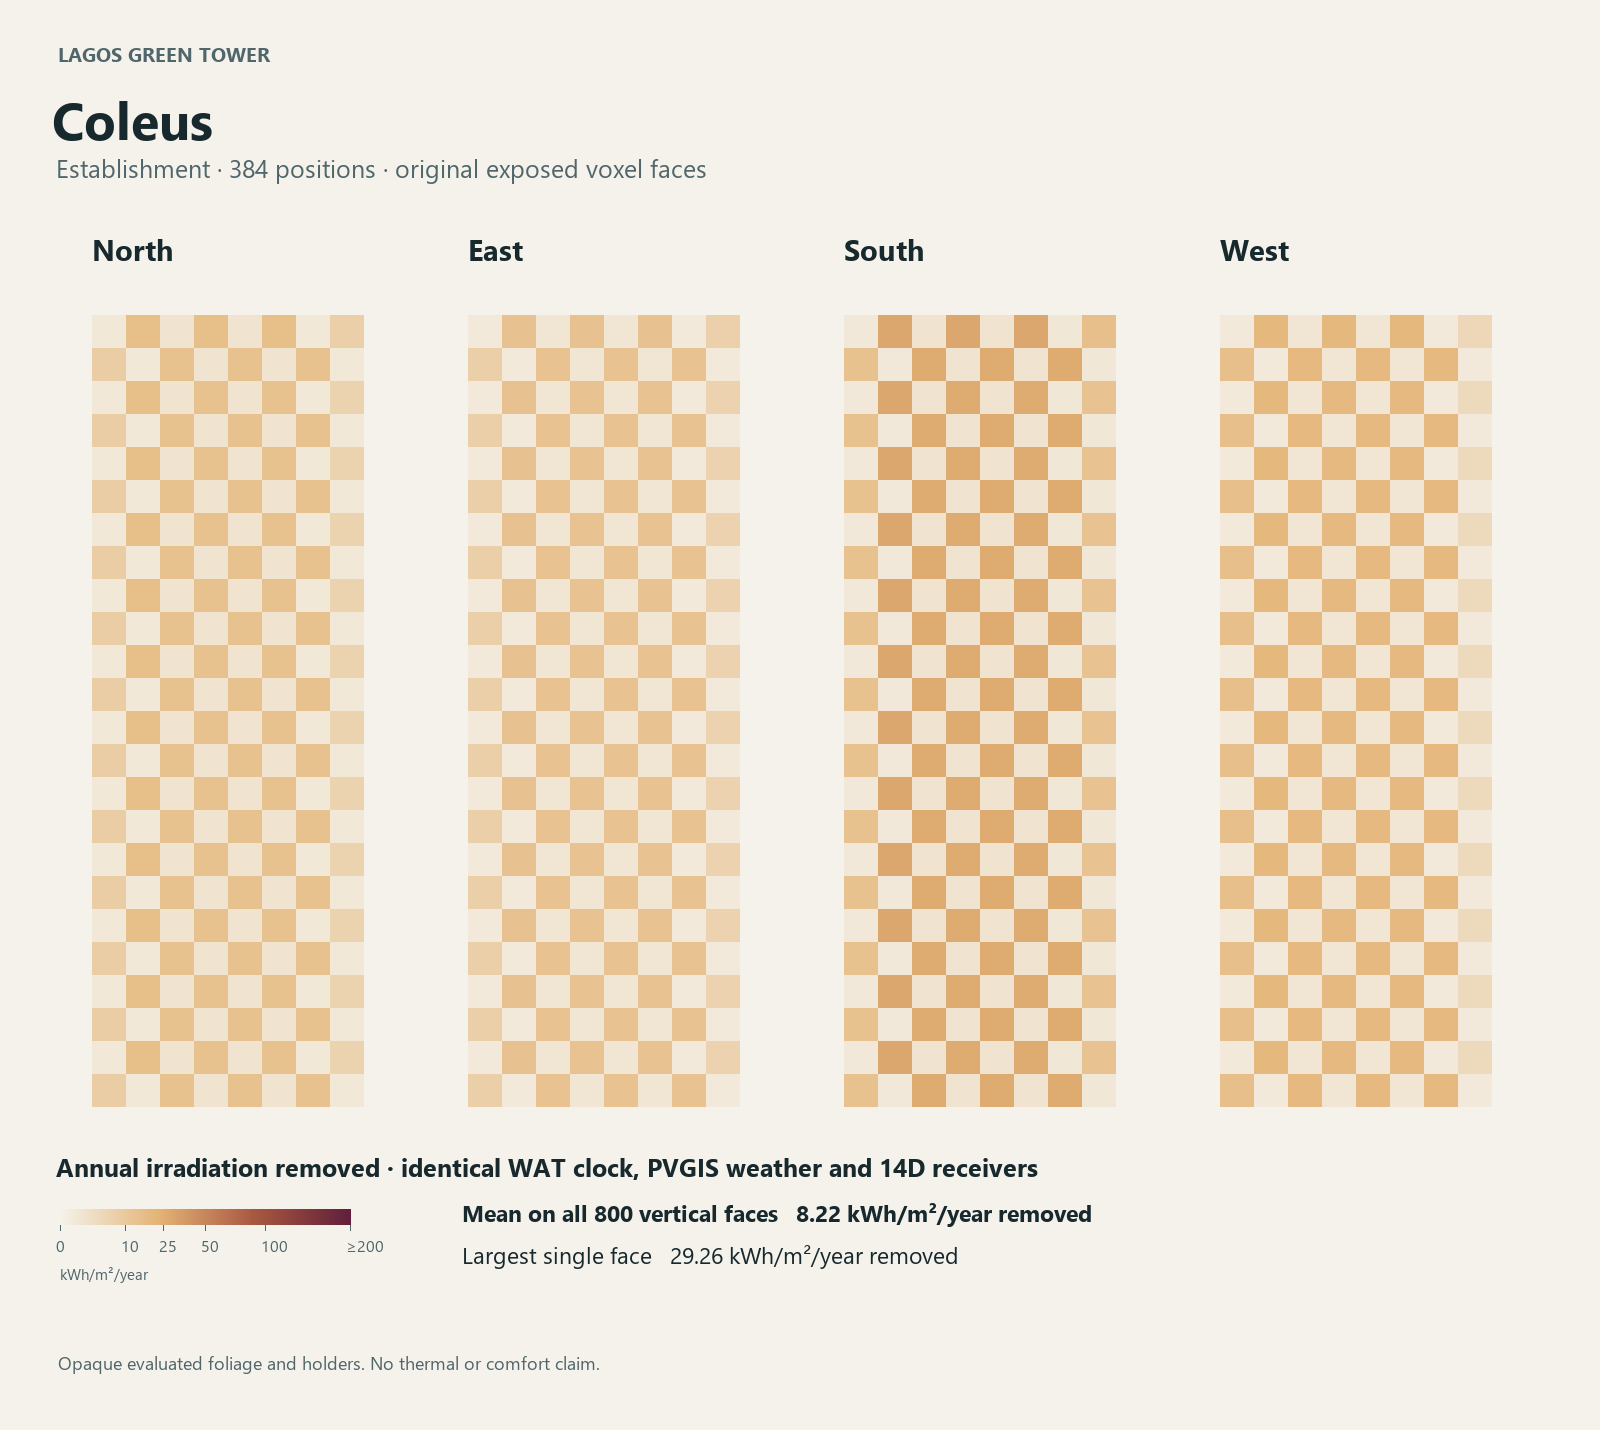 LAGOS GREEN TOWER
Coleus
Establishment · 384 positions · original exposed voxel faces
North East South West
Annual irradiation removed · identical WAT clock, PVGIS weather and 14D receivers
Mean on all 800 vertical faces 8.22 kWh/m²/year removed
0 10 25 50 100 ≥200
Largest single face 29.26 kWh/m²/year removed
kWh/m²/year
Opaque evaluated foliage and holders. No thermal or comfort claim.